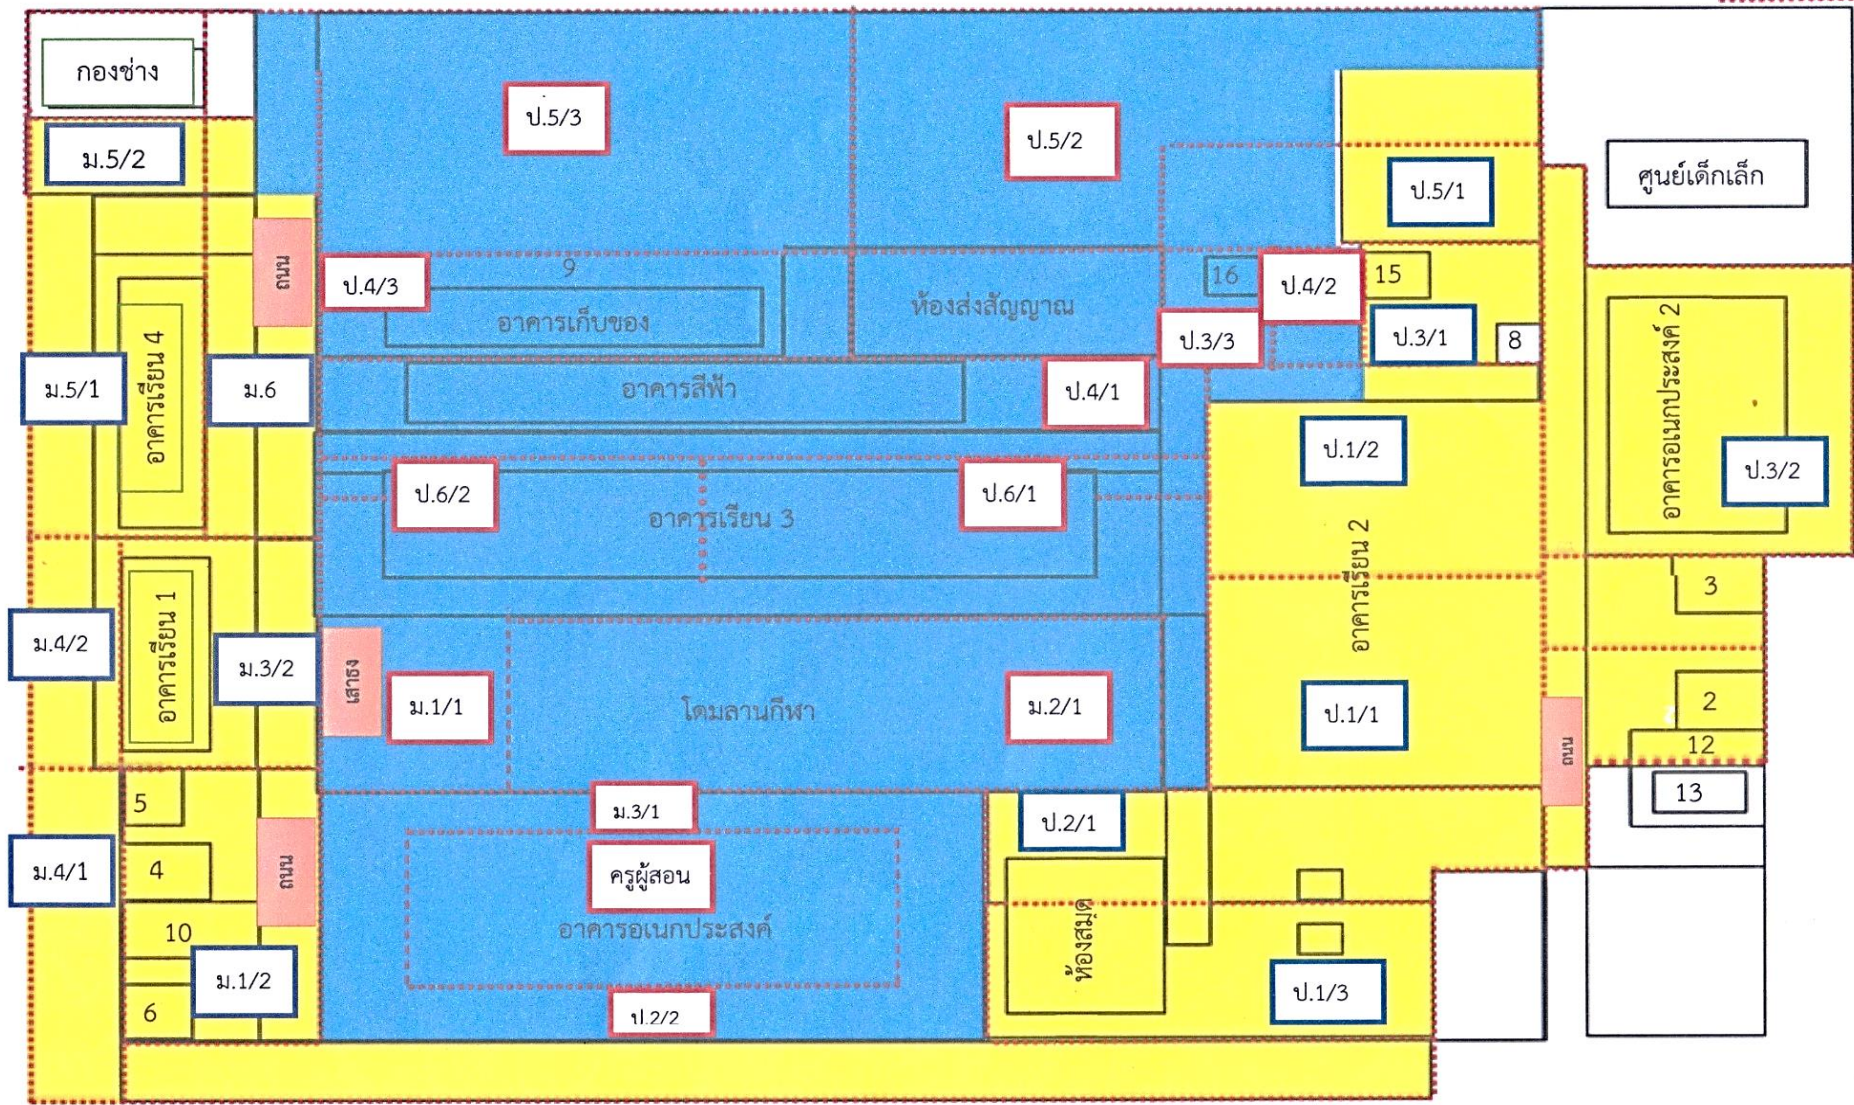 กองช่าง
ม.5/2
ป.5/3
ป.5/2
ป.5/1
ศูนย์เด็กเล็ก
ถนน
ป.4/3
9
อาคารเก็บของ
ห้องส่งสัญญาณ
16
ป.4/2
15
ป.3/3
ป.3/1
8
อาคารอเนกประสงค์ 2
ป.3/2
ม.5/1
อาคารเรียน 4
ม.6
อาคารสีฟ้า
ป.4/1
ป.1/2
ป.6/2
อาคารเรียน 3
ป.6/1
อาคารเรียน 2
3
ม.4/2
อาคารเรียน 1
ม.3/2
เสาธง
ม.1/1
โดมลานกีฬา
ม.2/1
ป.1/1
2
12
ถนน
13
5
ม.3/1
ป.2/1
ม.4/1
4
ถนน
ครูผู้สอน
อาคารอเนกประสงค์
10
ห้องสมุด
ม.1/2
6
ป.2/2
ป.1/3